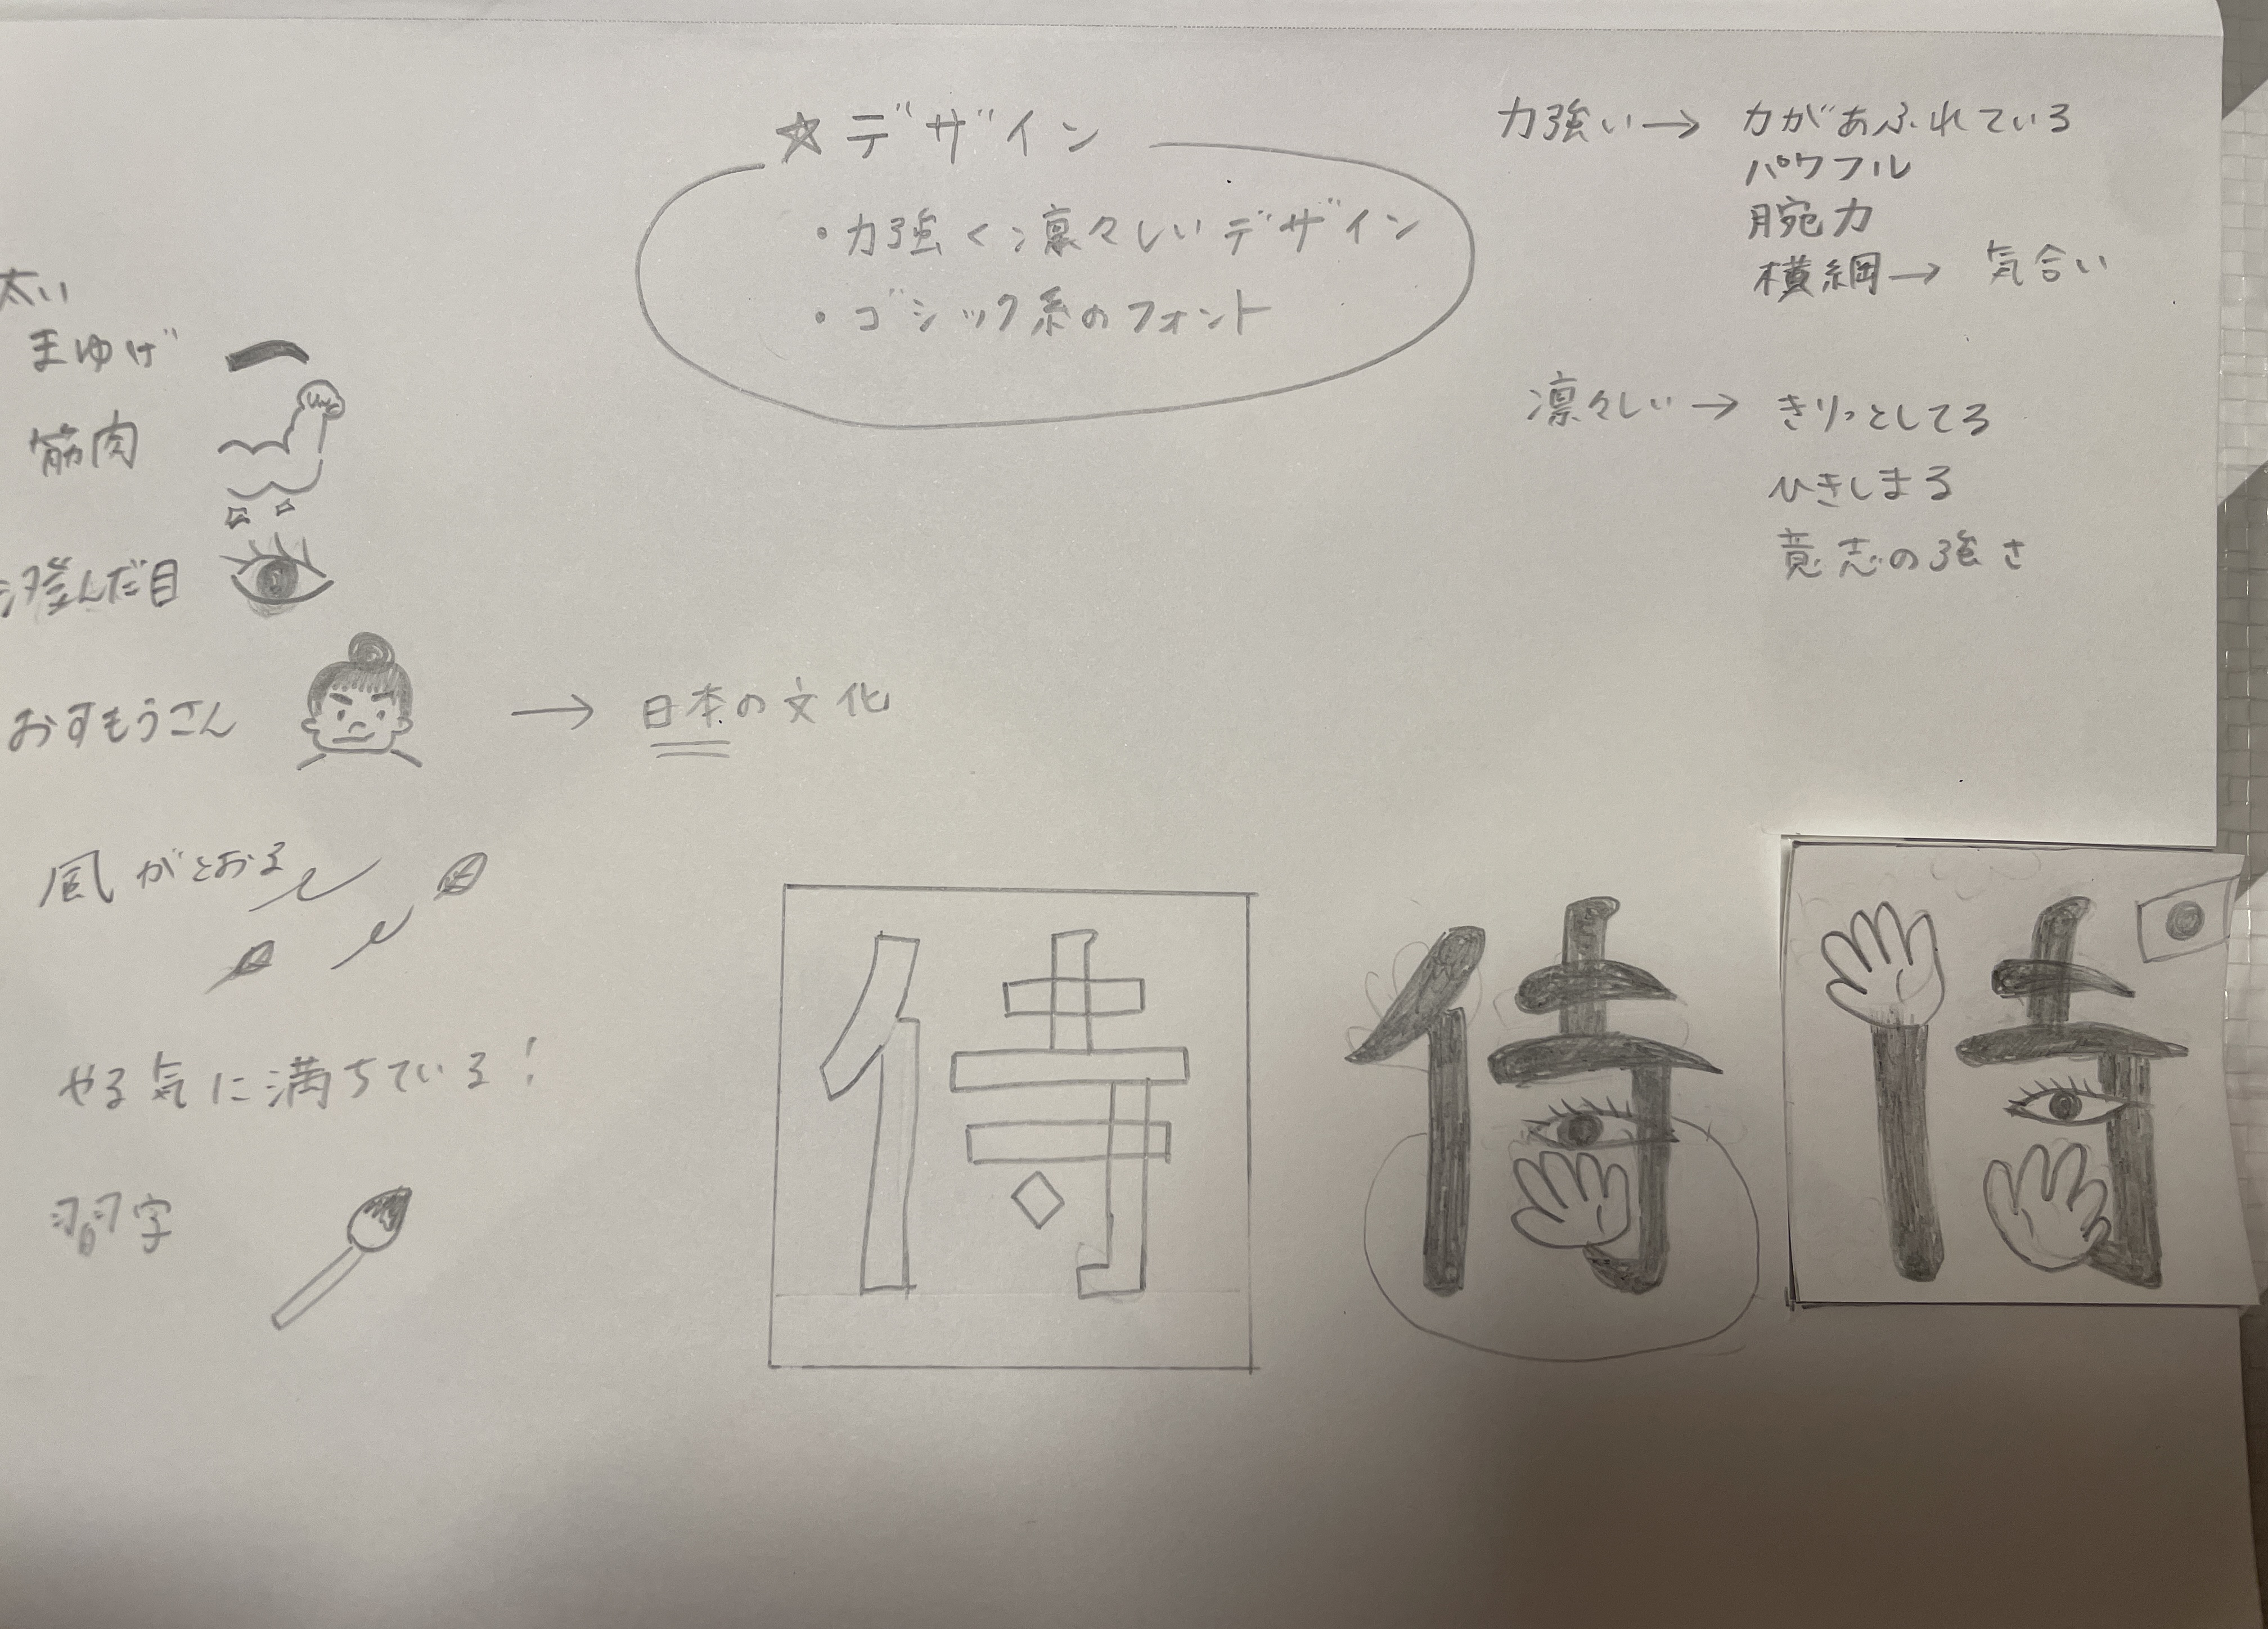 ☆デザイン
・力強く凛々しいデザイン
・ゴシック系のフォント
力強い→ 力があふれている
パワフル
腕力
横綱→ 気合い
凛々しい→ きりっとしてる
ひきしまる
意志の強さ
太い
まゆげ
筋肉
澄んだ目
おすもうさん → 日本の文化
風がとおる
やる気に満ちている!
習字
侍 侍 侍